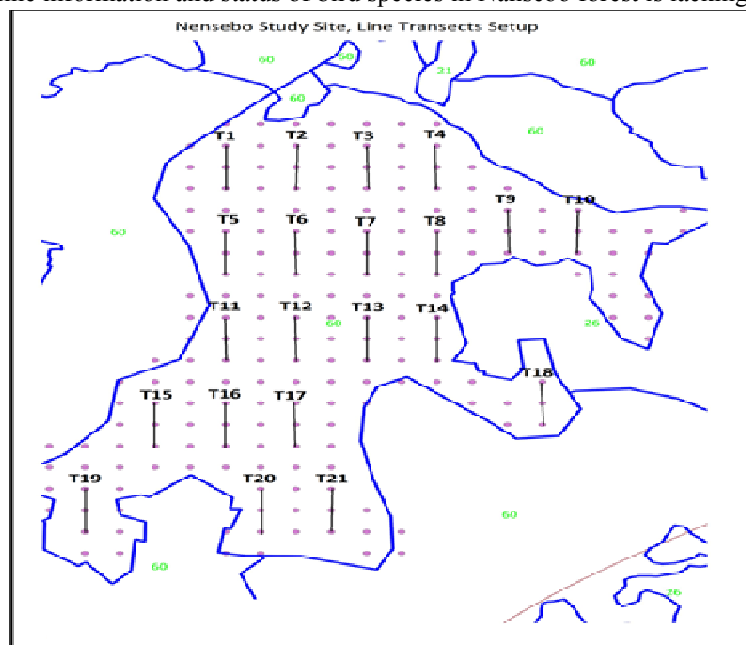 Nensebo Study Site, Line Transects Setup
60 60 60
21
60
60
T1 T2 T3 T4
T9 T10
T5 T6 T7 T8
60
T11 T12 T13 T14
60 26
T18
T15 T16 T17
T19 T20 T21
60
60
26